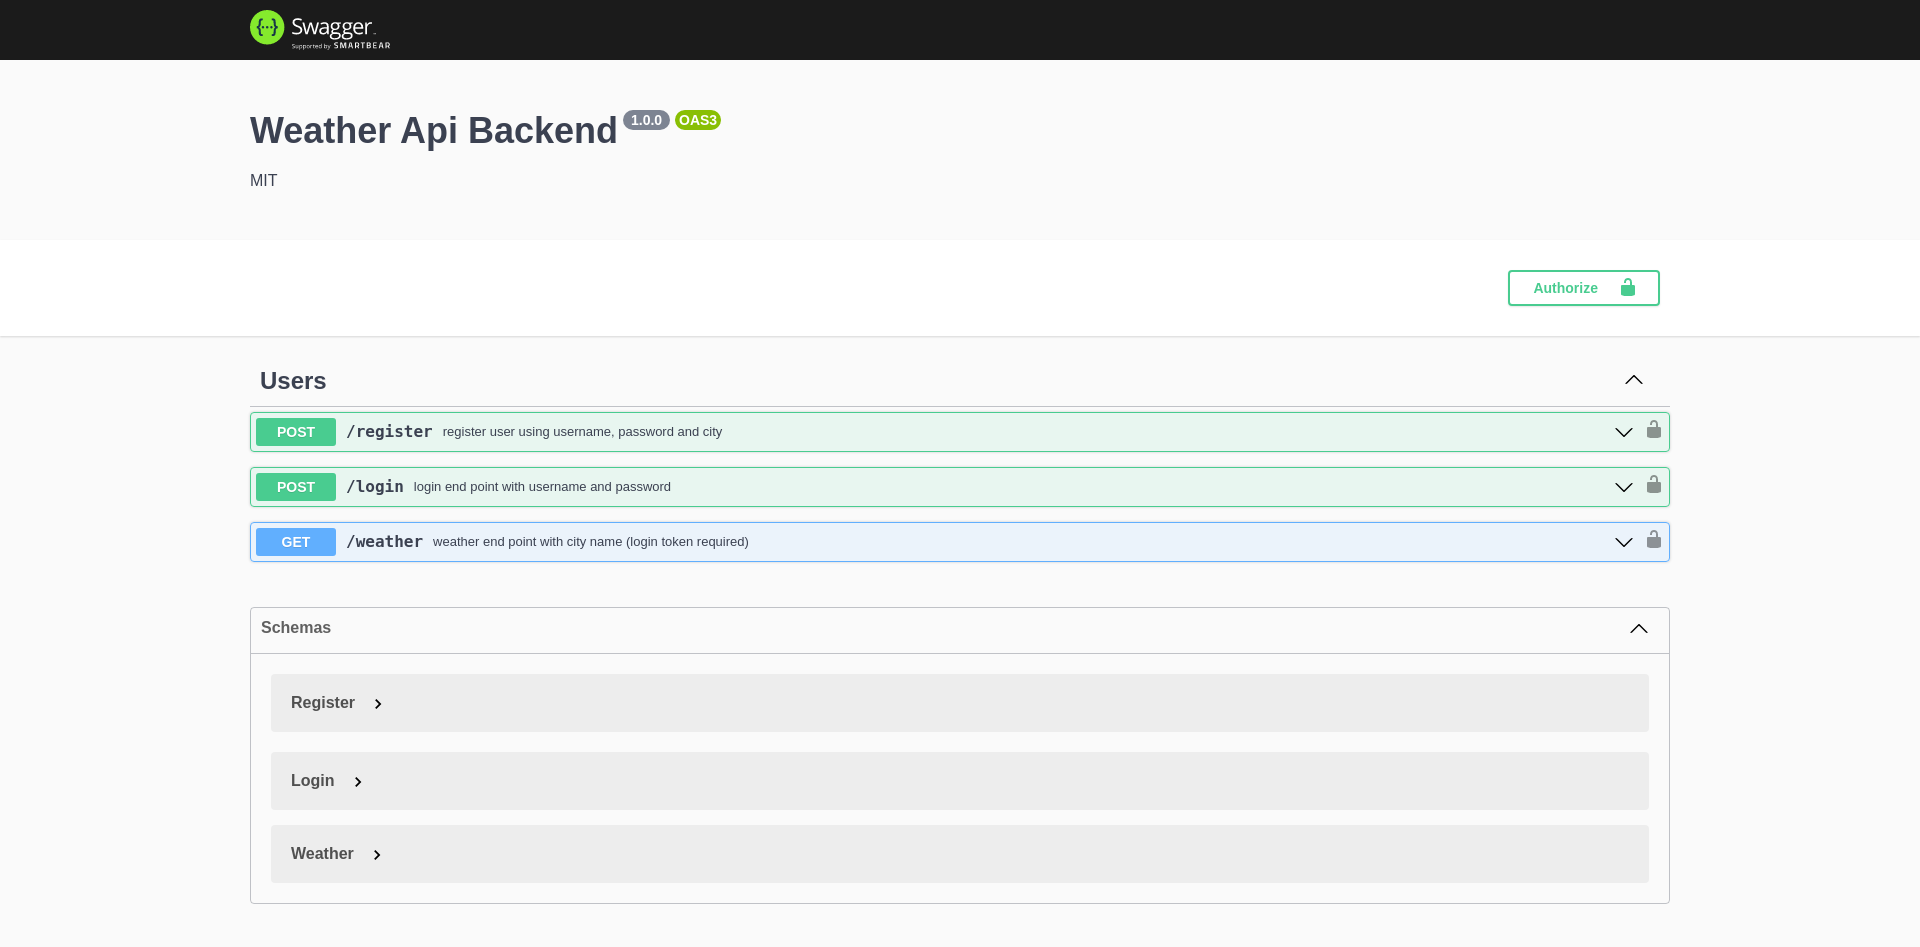 Swagger
Supported by SMARTBEAR
Weather Api Backend 1.0.0 OAS3
MIT
Authorize
Users
POST /register register user using username, password and city
POST /login login end point with username and password
GET /weather weather end point with city name (login token required)
Schemas
Register
Login
Weather